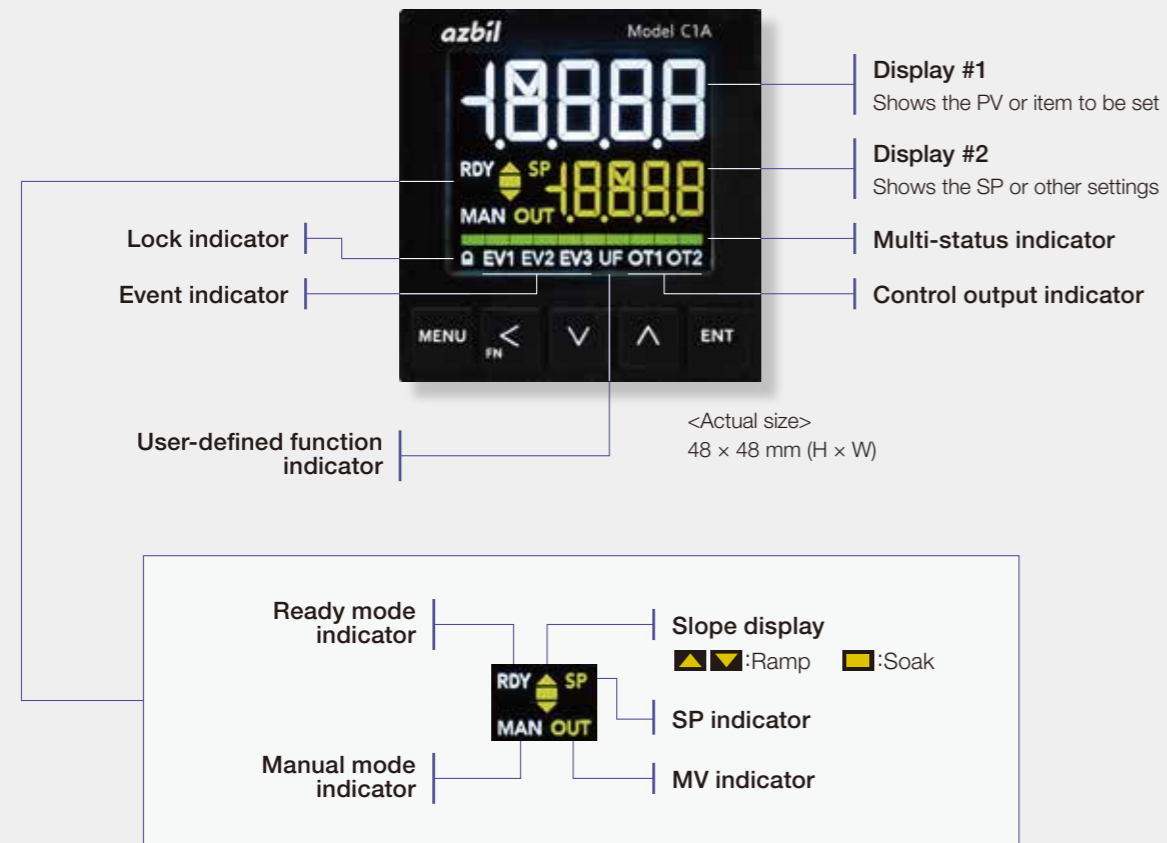 azbil Model C1A
Display #1
Shows the PV or item to be set
-18.8.8.8
Display #2
Shows the SP or other settings
RDY SP
-18.8.8.8
MAN OUT
Lock indicator
Multi-status indicator
EV1 EV2 EV3 UF OT1 OT2
Event indicator
Control output indicator
MENU FN < ∨ ∧ ENT
<Actual size>
48 × 48 mm (H × W)
User-defined function
indicator
Ready mode
indicator
Slope display
:Ramp :Soak
RDY SP
MAN OUT
SP indicator
Manual mode
indicator
MV indicator